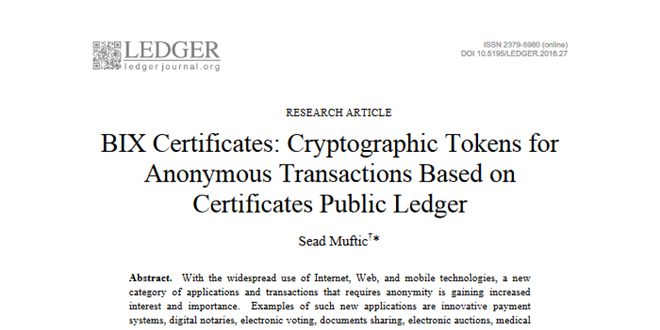 LEDGER
ledgerjournal.org
ISSN 2379-5980 (online)
DOI 10.5195/LEDGER.2016.27
RESEARCH ARTICLE
BIX Certificates: Cryptographic Tokens for
Anonymous Transactions Based on
Certificates Public Ledger
Sead Muftic†*
Abstract. With the widespread use of Internet, Web, and mobile technologies, a new
category of applications and transactions that requires anonymity is gaining increased
interest and importance. Examples of such new applications are innovative payment
systems, digital notaries, electronic voting, documents sharing, electronic auctions, medical